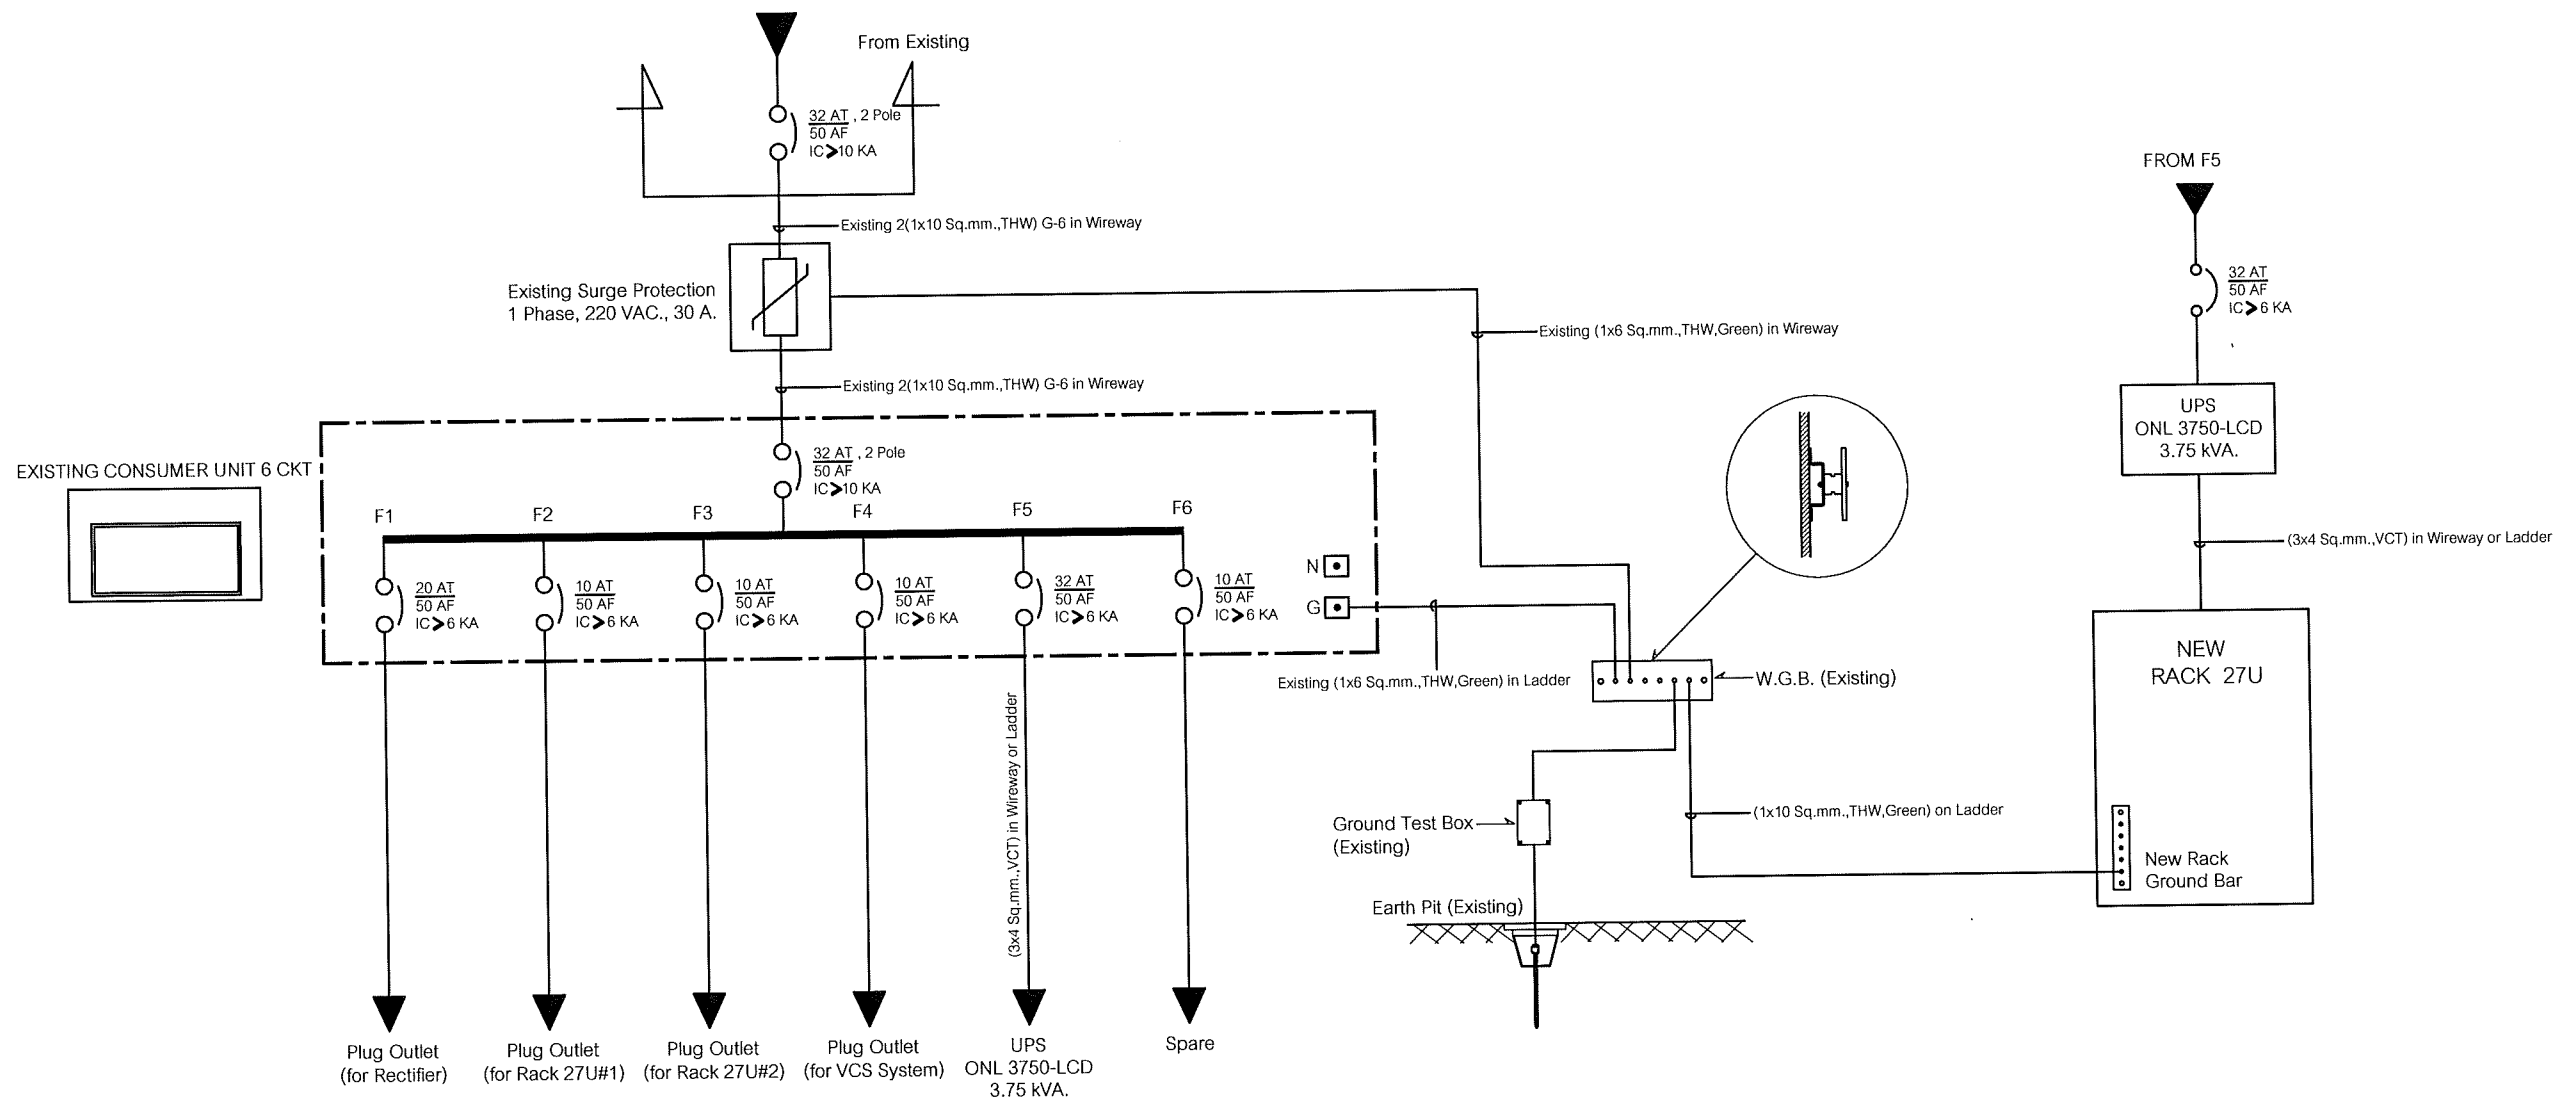 From Existing
32 AT , 2 Pole
50 AF
IC>10 KA
Existing 2(1x10 Sq.mm.,THW) G-6 in Wireway
Existing Surge Protection
1 Phase, 220 VAC., 30 A.
Existing 2(1x10 Sq.mm.,THW) G-6 in Wireway
Existing (1x6 Sq.mm.,THW,Green) in Wireway
EXISTING CONSUMER UNIT 6 CKT
32 AT , 2 Pole
50 AF
IC>10 KA
F1
F2
F3
F4
F5
F6
20 AT
50 AF
IC>6 KA
10 AT
50 AF
IC>6 KA
10 AT
50 AF
IC>6 KA
10 AT
50 AF
IC>6 KA
32 AT
50 AF
IC>6 KA
10 AT
50 AF
IC>6 KA
N
G
Existing (1x6 Sq.mm.,THW,Green) in Ladder
W.G.B. (Existing)
(3x4 Sq.mm.,VCT) in Wireway or Ladder
Ground Test Box
(Existing)
(1x10 Sq.mm.,THW,Green) on Ladder
Earth Pit (Existing)
Plug Outlet
(for Rectifier)
Plug Outlet
(for Rack 27U#1)
Plug Outlet
(for Rack 27U#2)
Plug Outlet
(for VCS System)
UPS
ONL 3750-LCD
3.75 kVA.
Spare
FROM F5
32 AT
50 AF
IC>6 KA
UPS
ONL 3750-LCD
3.75 kVA.
(3x4 Sq.mm.,VCT) in Wireway or Ladder
NEW
RACK 27U
New Rack
Ground Bar